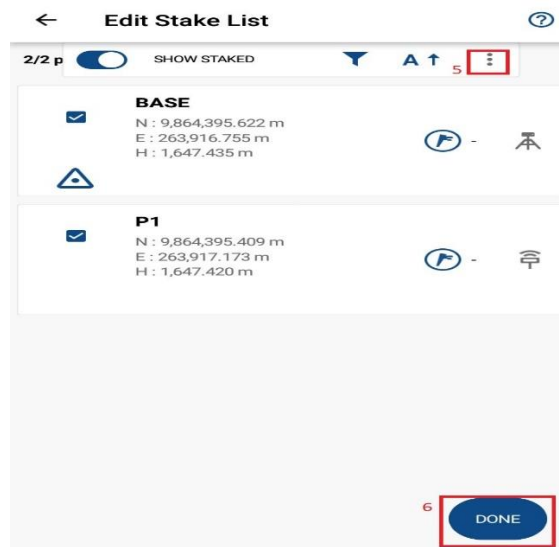 Edit Stake List
2/2 p
SHOW STAKED
A
5
BASE
N : 9,864,395.622 m
E : 263,916.755 m
H : 1,647.435 m
-
P1
N : 9,864,395.409 m
E : 263,917.173 m
H : 1,647.420 m
-
6
DONE